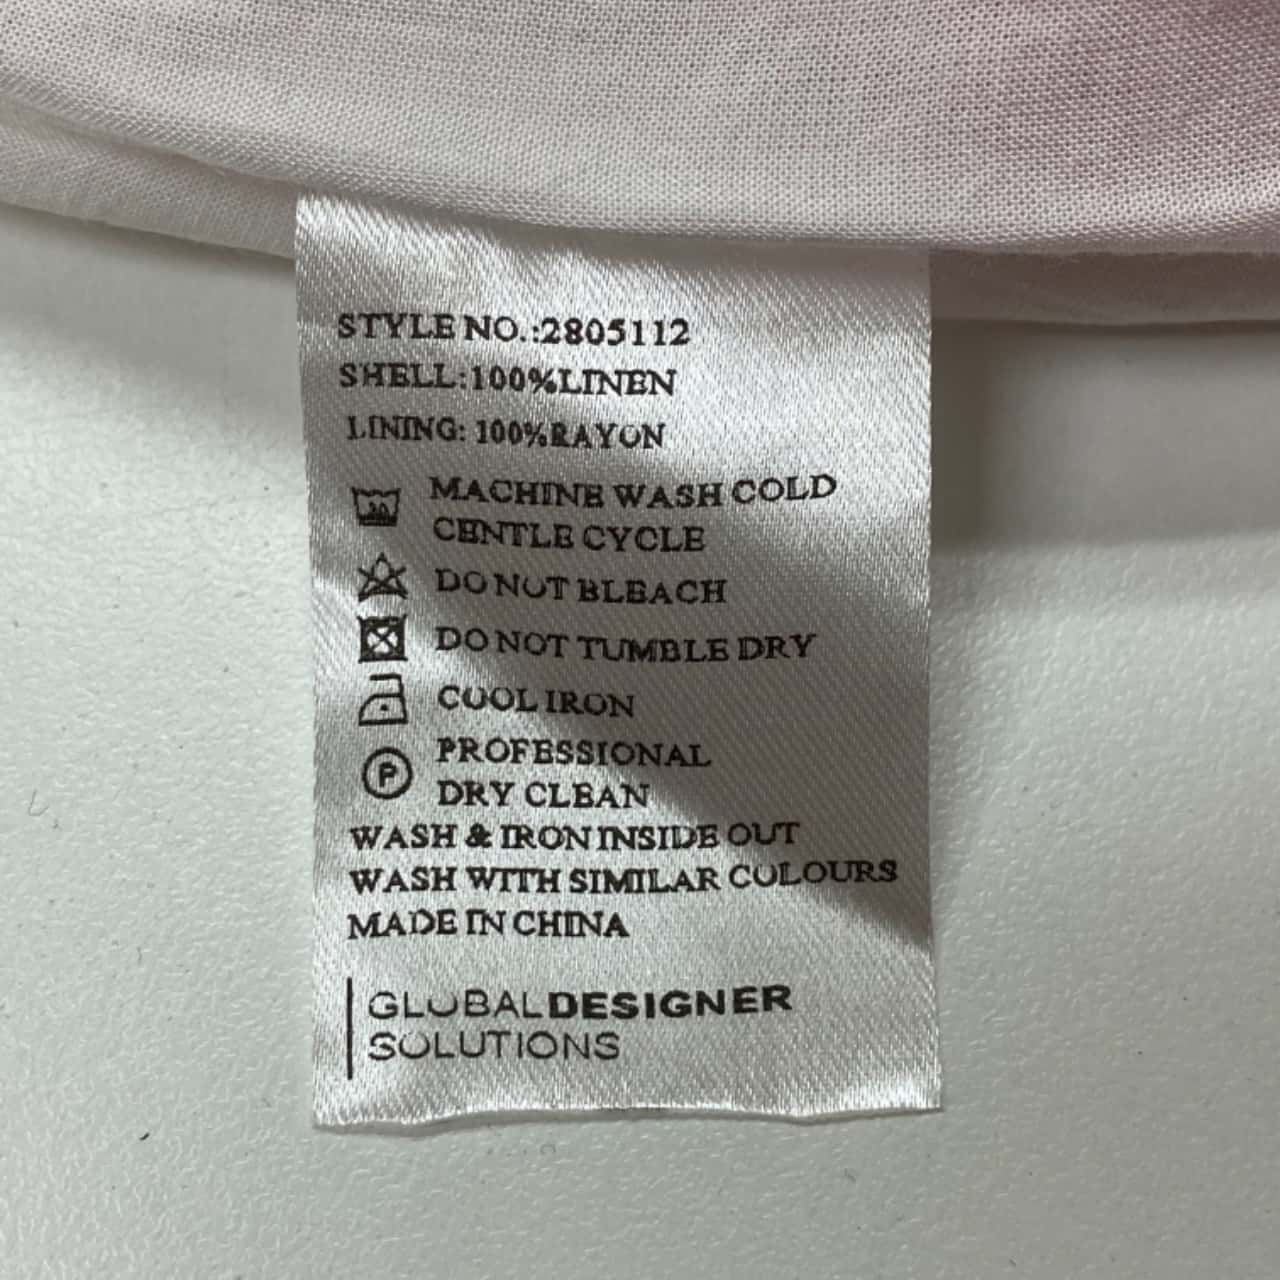 STYLE NO.:2805112
SHELL:100%LINEN
LINING: 100%RAYON
30 MACHINE WASH COLD
CENTLE CYCLE
DO NOT BLEACH
DO NOT TUMBLE DRY
COOL IRON
P PROFESSIONAL
DRY CLEAN
WASH & IRON INSIDE OUT
WASH WITH SIMILAR COLOURS
MADE IN CHINA
GLOBALDESIGNER
SOLUTIONS